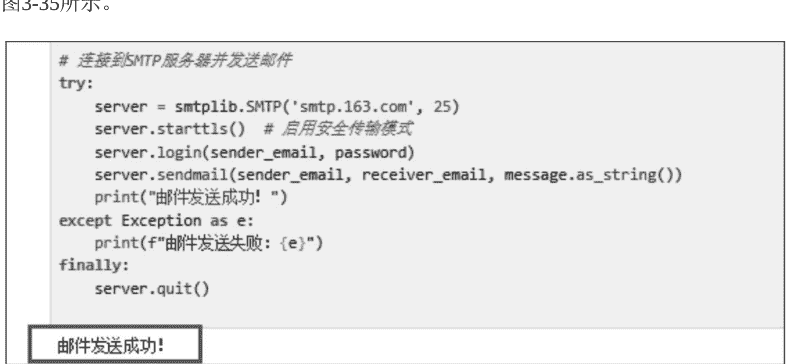 图3-35所示。
# 连接到SMTP服务器并发送邮件
try:
    server = smtplib.SMTP('smtp.163.com', 25)
    server.starttls()  # 启用安全传输模式
    server.login(sender_email, password)
    server.sendmail(sender_email, receiver_email, message.as_string())
    print("邮件发送成功！")
except Exception as e:
    print(f"邮件发送失败：{e}")
finally:
    server.quit()
邮件发送成功！